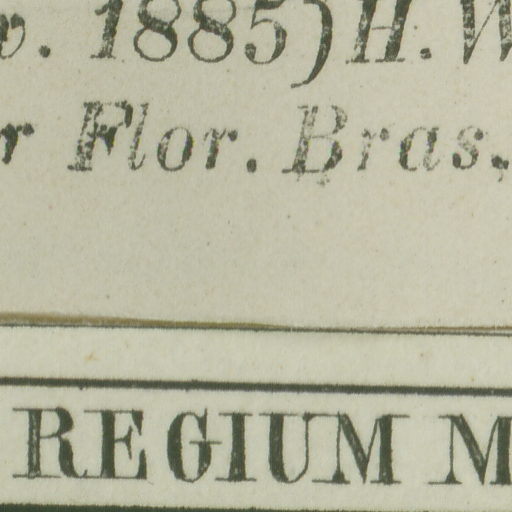 v. 1885) H. W
r Flor. Bras.,
REGIUM M